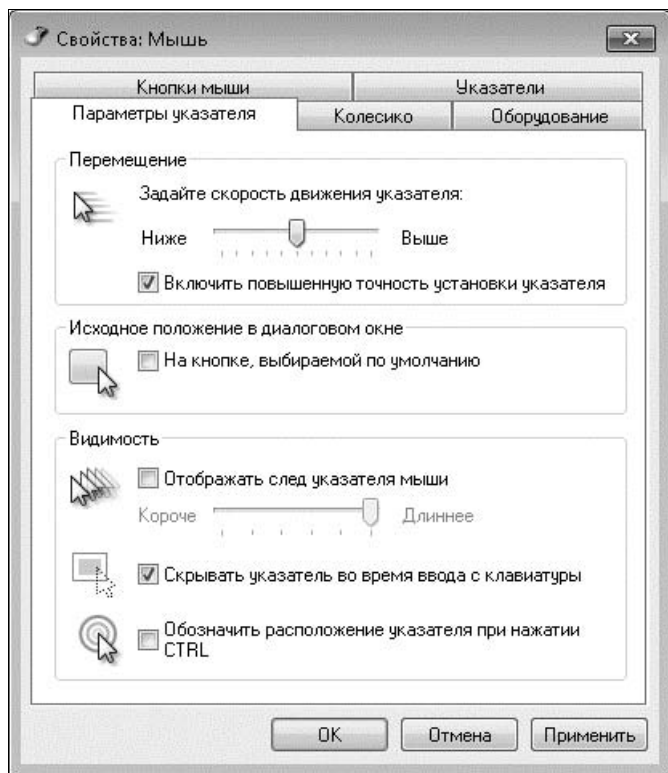 Свойства: Мышь
Кнопки мыши
Указатели
Параметры указателя
Колесико
Оборудование
Перемещение
Задайте скорость движения указателя:
Ниже
Выше
Включить повышенную точность установки указателя
Исходное положение в диалоговом окне
На кнопке, выбираемой по умолчанию
Видимость
Отображать след указателя мыши
Короче
Длиннее
Скрывать указатель во время ввода с клавиатуры
Обозначить расположение указателя при нажатии
CTRL
OK
Отмена
Применить